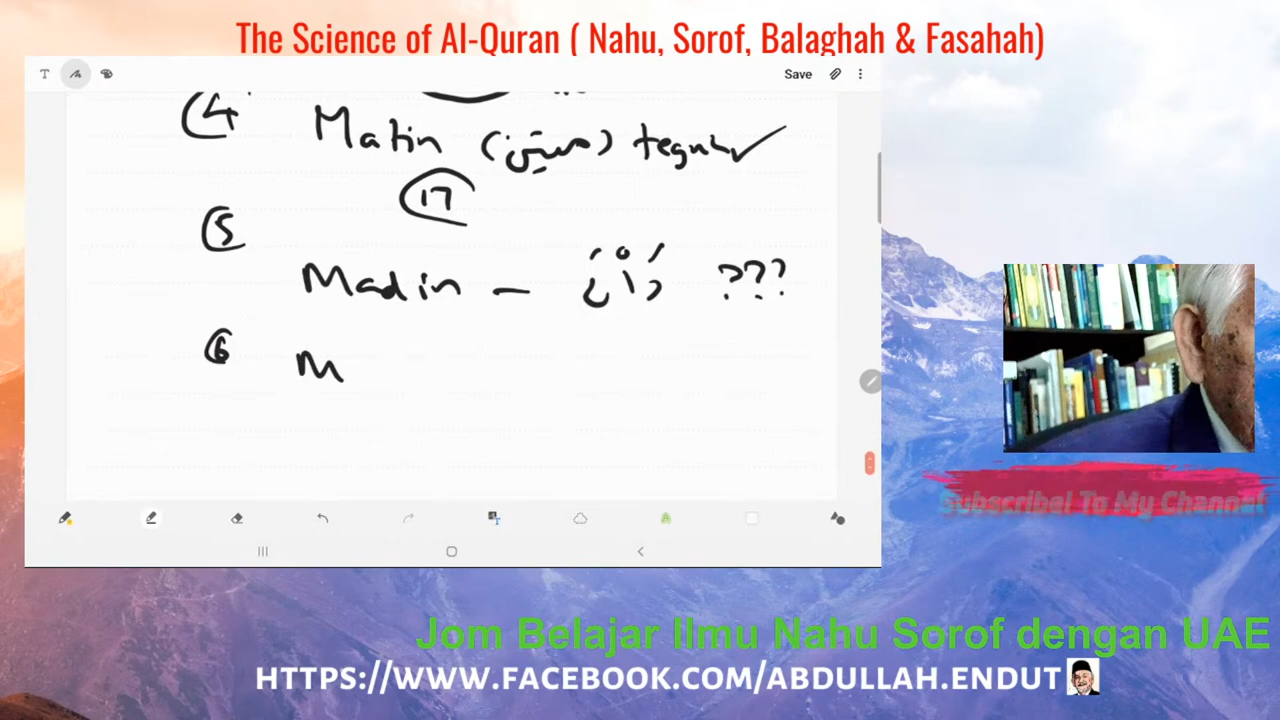 The Science of Al-Quran ( Nahu, Sorof, Balaghah & Fasahah)
T
Save
4 Matin (متين) teguh ✓
17
5
Madin - ???
6 M
Subscribe! To My Channel
Jom Belajar Ilmu Nahu Sorof dengan UAE
HTTPS://WWW.FACEBOOK.COM/ABDULLAH.ENDUT